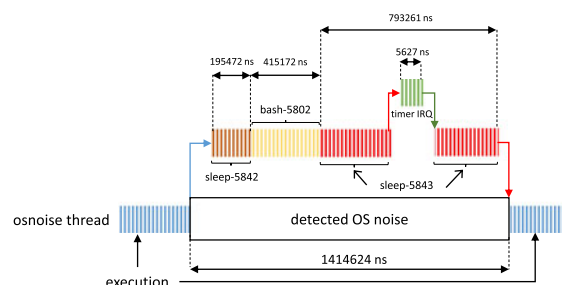 793261 ns
195472 ns
415172 ns
5627 ns
bash-5802
timer IRQ
sleep-5842
sleep-5843
osnoise thread
detected OS noise
1414624 ns
execution